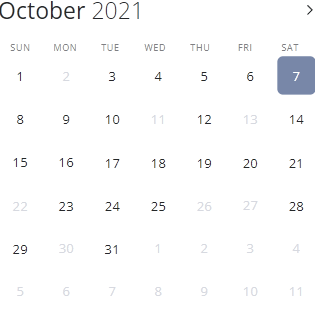 October 2021 >
SUN MON TUE WED THU FRI SAT
1 2 3 4 5 6 7
8 9 10 11 12 13 14
15 16 17 18 19 20 21
22 23 24 25 26 27 28
29 30 31 1 2 3 4
5 6 7 8 9 10 11